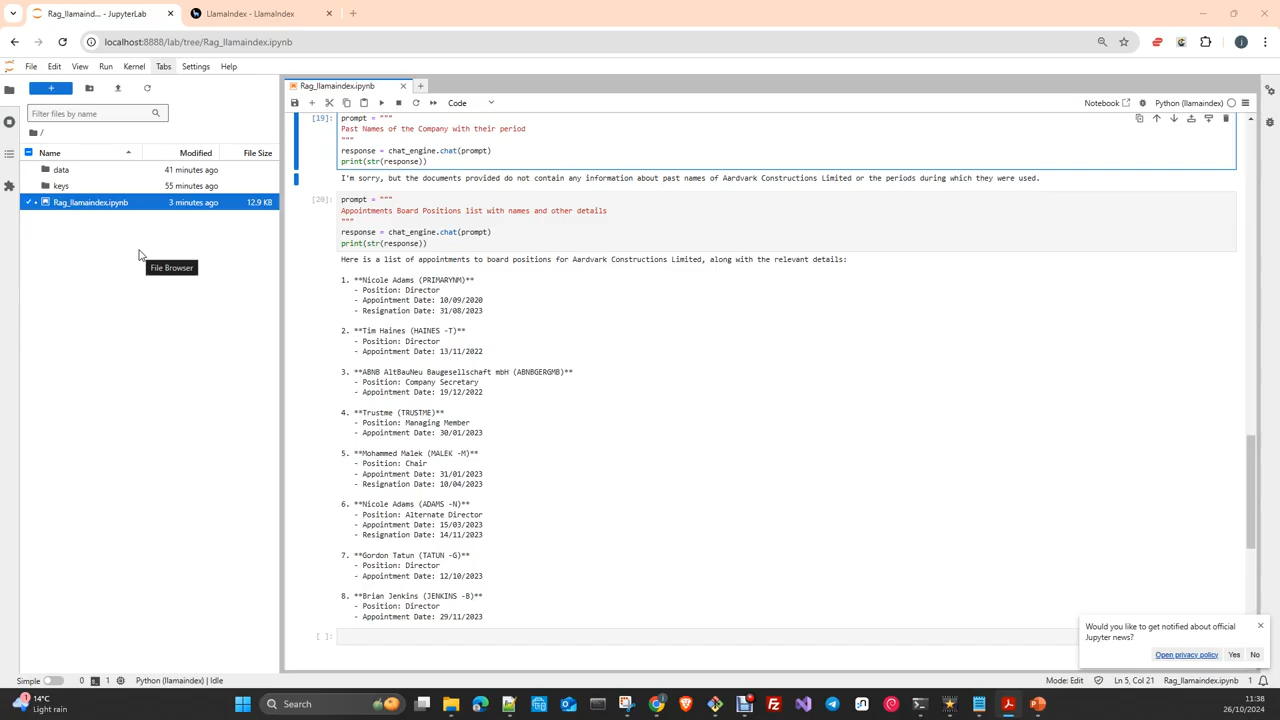 Rag_llamaind... - JupyterLab
LlamaIndex - LlamaIndex
localhost:8888/lab/tree/Rag_llamaindex.ipynb
File Edit View Run Kernel Tabs Settings Help
Filter files by name
/
Name Modified File Size
data 41 minutes ago
keys 55 minutes ago
Rag_llamaindex.ipynb 3 minutes ago 12.9 KB
File Browser
Rag_llamaindex.ipynb
Code
Notebook
Python (llamaindex)
[19]: prompt = """
Past Names of the Company with their period
"""
response = chat_engine.chat(prompt)
print(str(response))
I'm sorry, but the documents provided do not contain any information about past names of Aardvark Constructions Limited or the periods during which they were used.
[20]: prompt = """
Appointments Board Positions list with names and other details
"""
response = chat_engine.chat(prompt)
print(str(response))
Here is a list of appointments to board positions for Aardvark Constructions Limited, along with the relevant details:
1. **Nicole Adams (PRIMARYNM)**
- Position: Director
- Appointment Date: 10/09/2020
- Resignation Date: 31/08/2023
2. **Tim Haines (HAINES -T)**
- Position: Director
- Appointment Date: 13/11/2022
3. **ABNB AltBauNeu Baugesellschaft mbH (ABNBGERGMB)**
- Position: Company Secretary
- Appointment Date: 19/12/2022
4. **Trustme (TRUSTME)**
- Position: Managing Member
- Appointment Date: 30/01/2023
5. **Mohammed Malek (MALEK -M)**
- Position: Chair
- Appointment Date: 31/01/2023
- Resignation Date: 10/04/2023
6. **Nicole Adams (ADAMS -N)**
- Position: Alternate Director
- Appointment Date: 15/03/2023
- Resignation Date: 14/11/2023
7. **Gordon Tatun (TATUN -G)**
- Position: Director
- Appointment Date: 12/10/2023
8. **Brian Jenkins (JENKINS -B)**
- Position: Director
- Appointment Date: 29/11/2023
[ ]:
Would you like to get notified about official
Jupyter news?
Open privacy policy Yes No
Simple 0 1 Python (llamaindex) | Idle
Mode: Edit Ln 5, Col 21 Rag_llamaindex.ipynb 1
14°C
Light rain
Search
11:38
26/10/2024